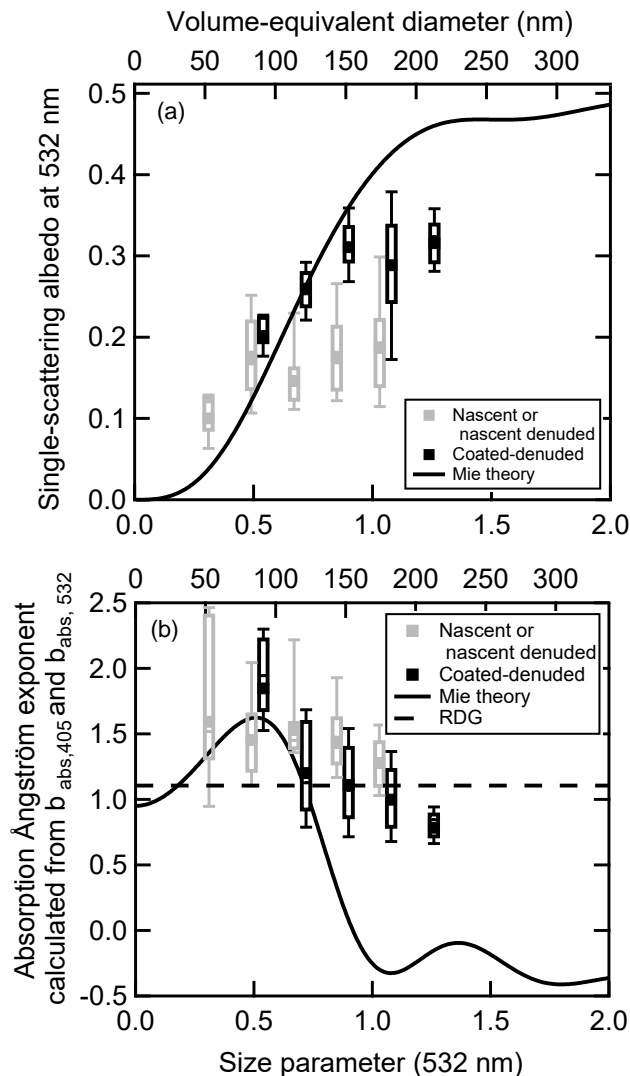 Volume-equivalent diameter (nm)
0 50 100 150 200 250 300
(a)
Single-scattering albedo at 532 nm
0.5
0.4
0.3
0.2
0.1
0.0
Nascent or
nascent denuded
Coated-denuded
Mie theory
0.0 0.5 1.0 1.5 2.0
0 50 100 150 200 250 300
(b)
Absorption Ångström exponent
calculated from b abs,405 and b abs, 532
2.5
2.0
1.5
1.0
0.5
-0.0
-0.5
Nascent or
nascent denuded
Coated-denuded
Mie theory
RDG
0.0 0.5 1.0 1.5 2.0
Size parameter (532 nm)